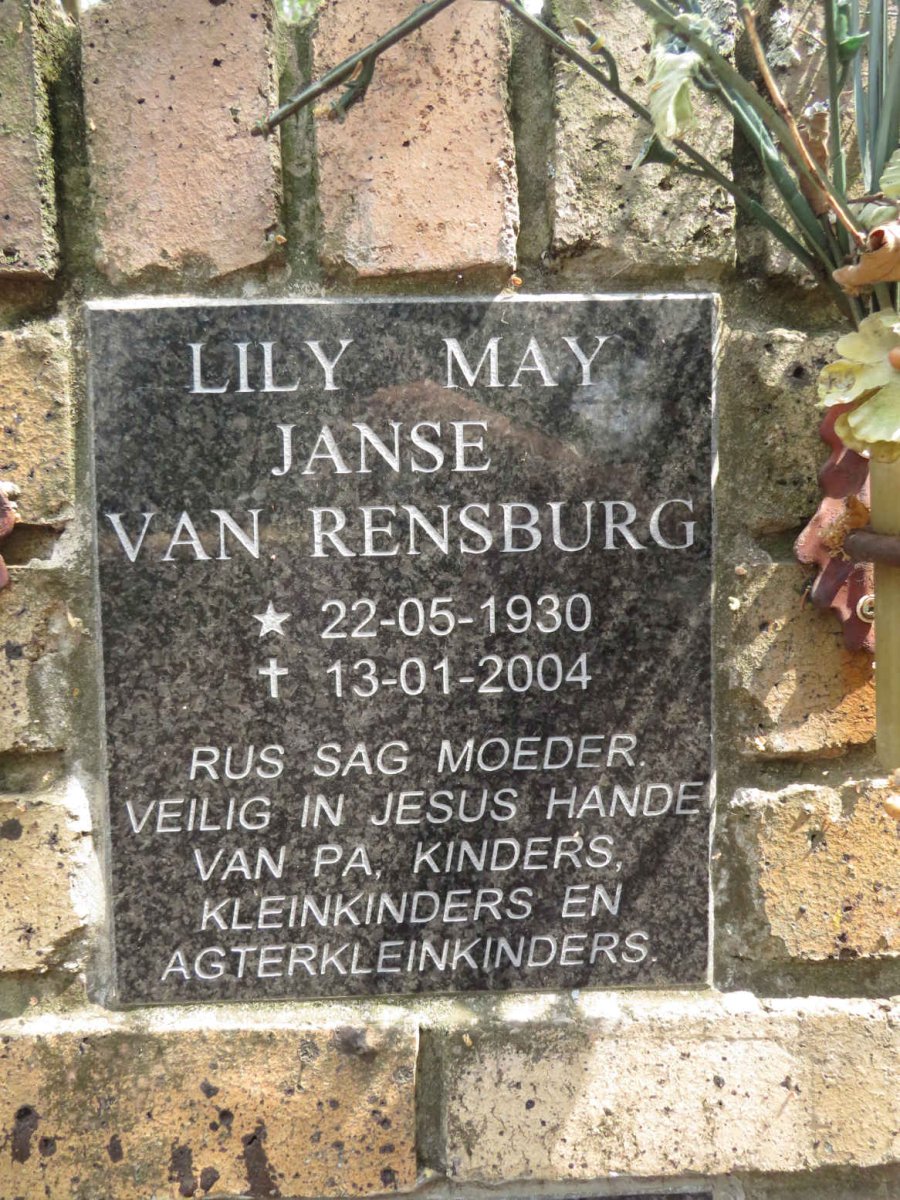 LILY MAY
JANSE
VAN RENSBURG
★ 22-05-1930
✝ 13-01-2004
RUS SAG MOEDER.
VEILIG IN JESUS HANDE
VAN PA, KINDERS,
KLEINKINDERS EN
AGTERKLEINKINDERS.